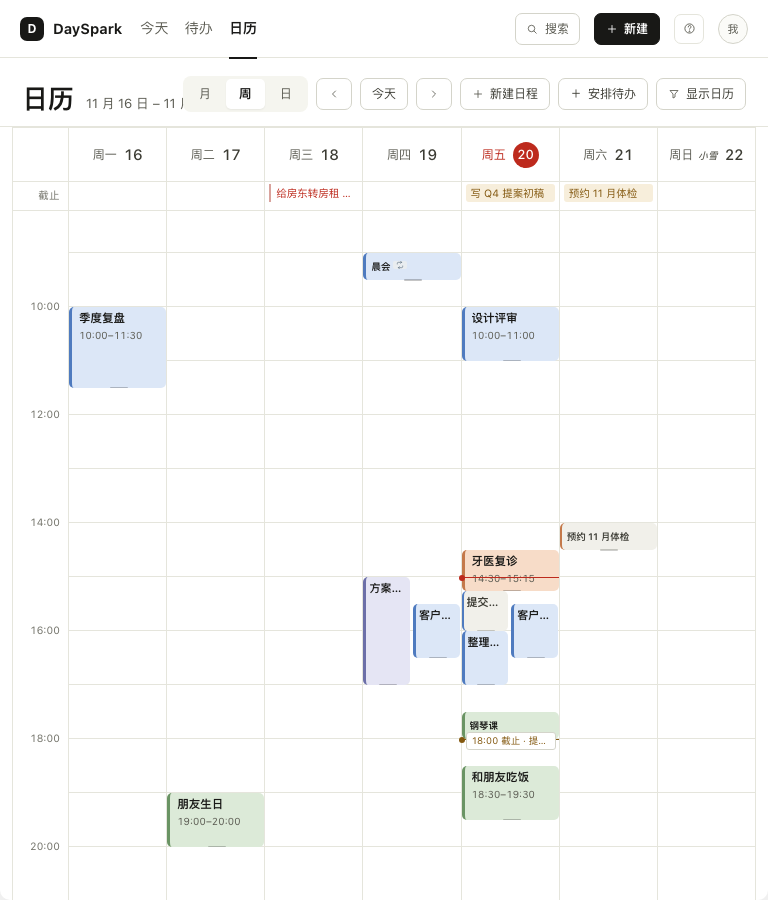 D DaySpark 今天 待办 日历 搜索 新建 我
日历 11 月 16 日 – 11 月 周 日 今天 新建日程 安排待办 显示日历
周一 16 周二 17 周三 18 周四 19 周五 20 周六 21 周日 小雪 22
截止 给房东转房租 ... 写 Q4 提案初稿 预约 11 月体检
晨会
10:00
季度复盘
10:00–11:30
设计评审
10:00–11:00
12:00
14:00
预约 11 月体检
牙医复诊
14:30–15:15
方案...
客户...
提交...
客户...
整理...
16:00
钢琴课
18:00
18:00 截止 · 提...
和朋友吃饭
18:30–19:30
朋友生日
19:00–20:00
20:00